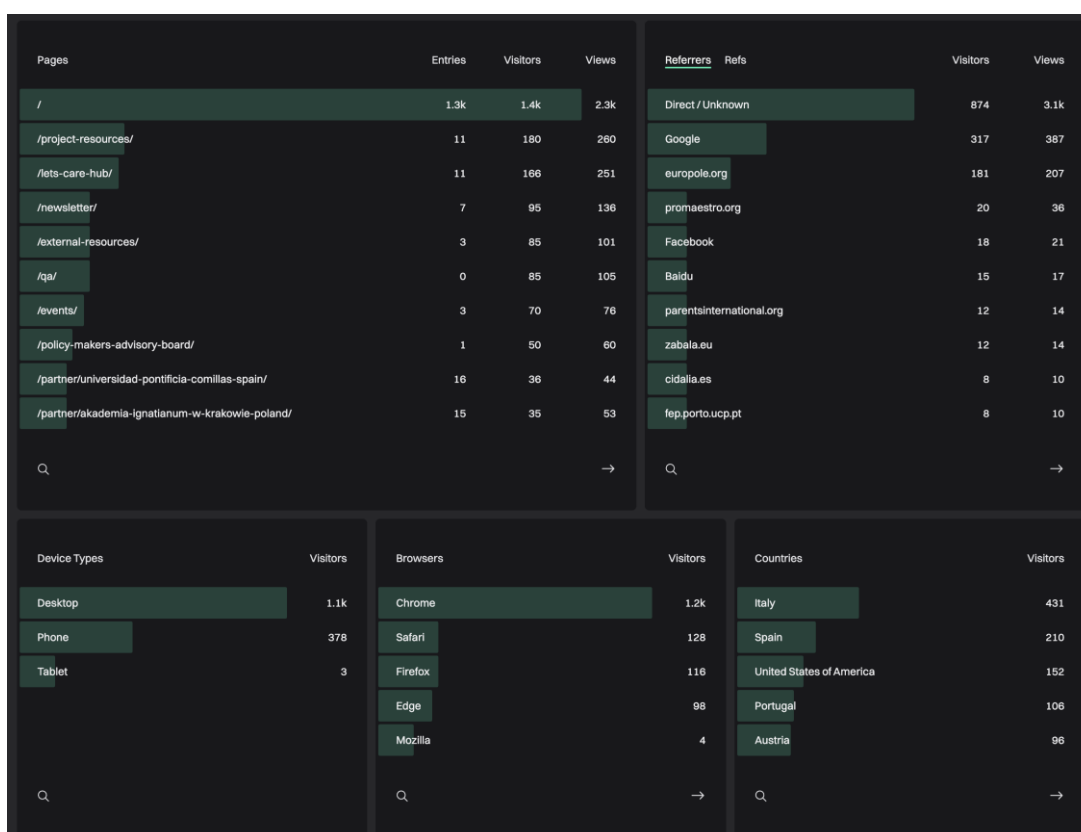 Pages Entries Visitors Views
/ 1.3k 1.4k 2.3k
/project-resources/ 11 180 260
/lets-care-hub/ 11 166 251
/newsletter/ 7 95 136
/external-resources/ 3 85 101
/qa/ 0 85 105
/events/ 3 70 76
/policy-makers-advisory-board/ 1 50 60
/partner/universidad-pontificia-comillas-spain/ 16 36 44
/partner/akademia-ignatianum-w-krakowie-poland/ 15 35 53
Referrers Refs Visitors Views
Direct / Unknown 874 3.1k
Google 317 387
europole.org 181 207
promaestro.org 20 36
Facebook 18 21
Baidu 15 17
parentsinternational.org 12 14
zabala.eu 12 14
cidalia.es 8 10
fep.porto.ucp.pt 8 10
Device Types Visitors
Desktop 1.1k
Phone 378
Tablet 3
Browsers Visitors
Chrome 1.2k
Safari 128
Firefox 116
Edge 98
Mozilla 4
Countries Visitors
Italy 431
Spain 210
United States of America 152
Portugal 106
Austria 96